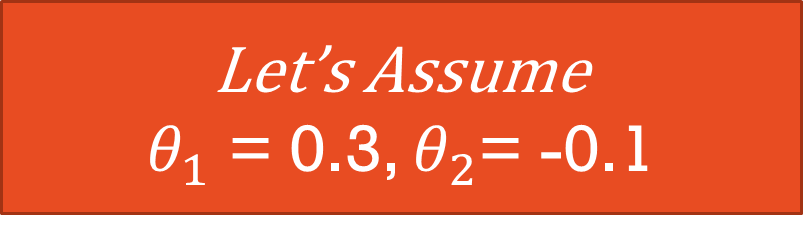 Let's Assume
θ₁ = 0.3, θ₂= -0.1